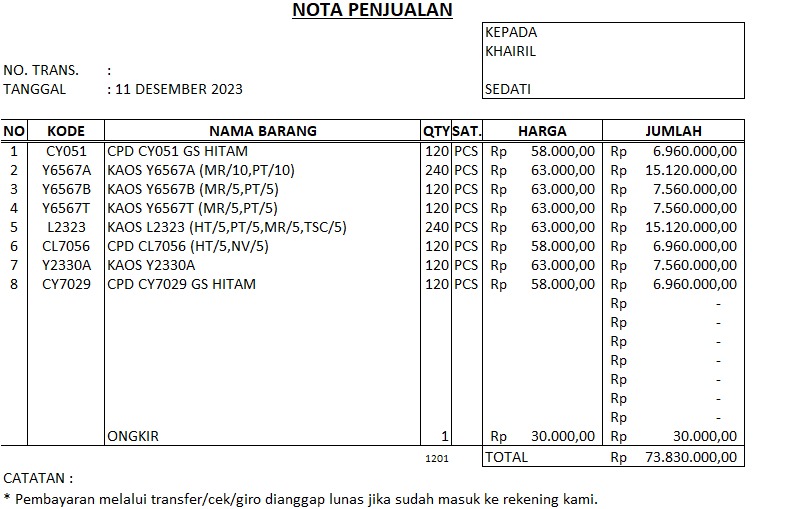 NOTA PENJUALAN
KEPADA
KHAIRIL
NO. TRANS. :
TANGGAL : 11 DESEMBER 2023 SEDATI
NO KODE NAMA BARANG QTY SAT. HARGA JUMLAH
1 CY051 CPD CY051 GS HITAM 120 PCS Rp 58.000,00 Rp 6.960.000,00
2 Y6567A KAOS Y6567A (MR/10,PT/10) 240 PCS Rp 63.000,00 Rp 15.120.000,00
3 Y6567B KAOS Y6567B (MR/5,PT/5) 120 PCS Rp 63.000,00 Rp 7.560.000,00
4 Y6567T KAOS Y6567T (MR/5,PT/5) 120 PCS Rp 63.000,00 Rp 7.560.000,00
5 L2323 KAOS L2323 (HT/5,PT/5,MR/5,TSC/5) 240 PCS Rp 63.000,00 Rp 15.120.000,00
6 CL7056 CPD CL7056 (HT/5,NV/5) 120 PCS Rp 58.000,00 Rp 6.960.000,00
7 Y2330A KAOS Y2330A 120 PCS Rp 63.000,00 Rp 7.560.000,00
8 CY7029 CPD CY7029 GS HITAM 120 PCS Rp 58.000,00 Rp 6.960.000,00
Rp -
Rp -
Rp -
Rp -
Rp -
Rp -
Rp -
ONGKIR 1 Rp 30.000,00 Rp 30.000,00
1201 TOTAL Rp 73.830.000,00
CATATAN :
* Pembayaran melalui transfer/cek/giro dianggap lunas jika sudah masuk ke rekening kami.